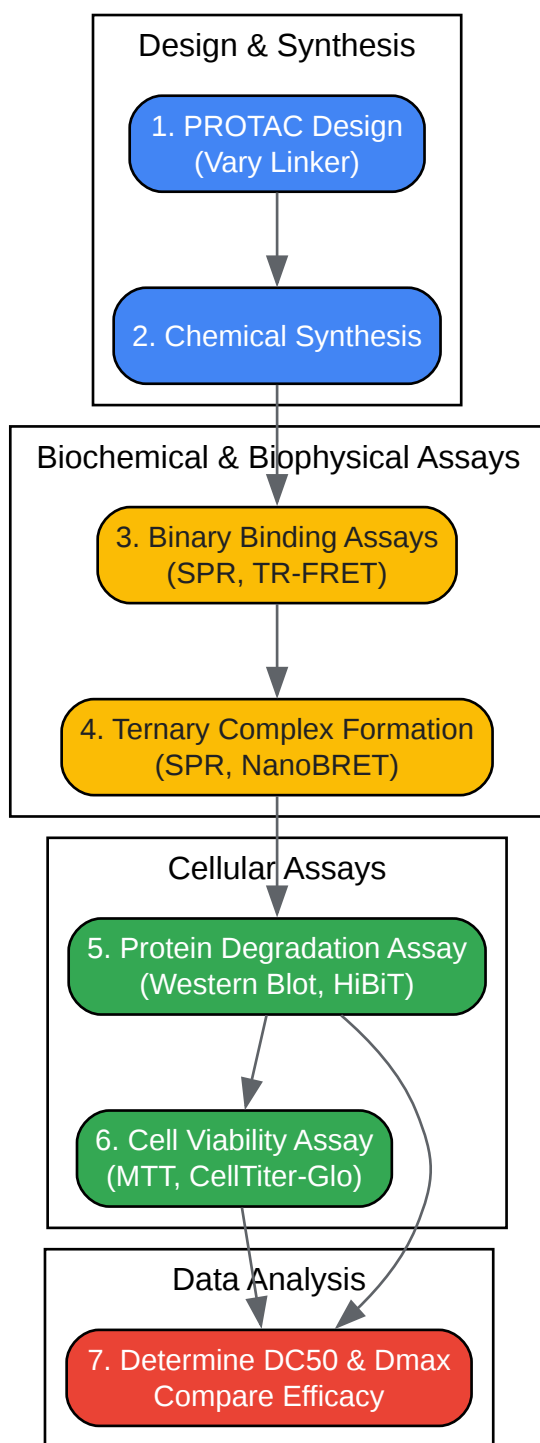 Design & Synthesis
1. PROTAC Design
(Vary Linker)
2. Chemical Synthesis
Biochemical & Biophysical Assays
3. Binary Binding Assays
(SPR, TR-FRET)
4. Ternary Complex Formation
(SPR, NanoBRET)
Cellular Assays
5. Protein Degradation Assay
(Western Blot, HiBiT)
6. Cell Viability Assay
(MTT, CellTiter-Glo)
Data Analysis
7. Determine DC50 & Dmax
Compare Efficacy